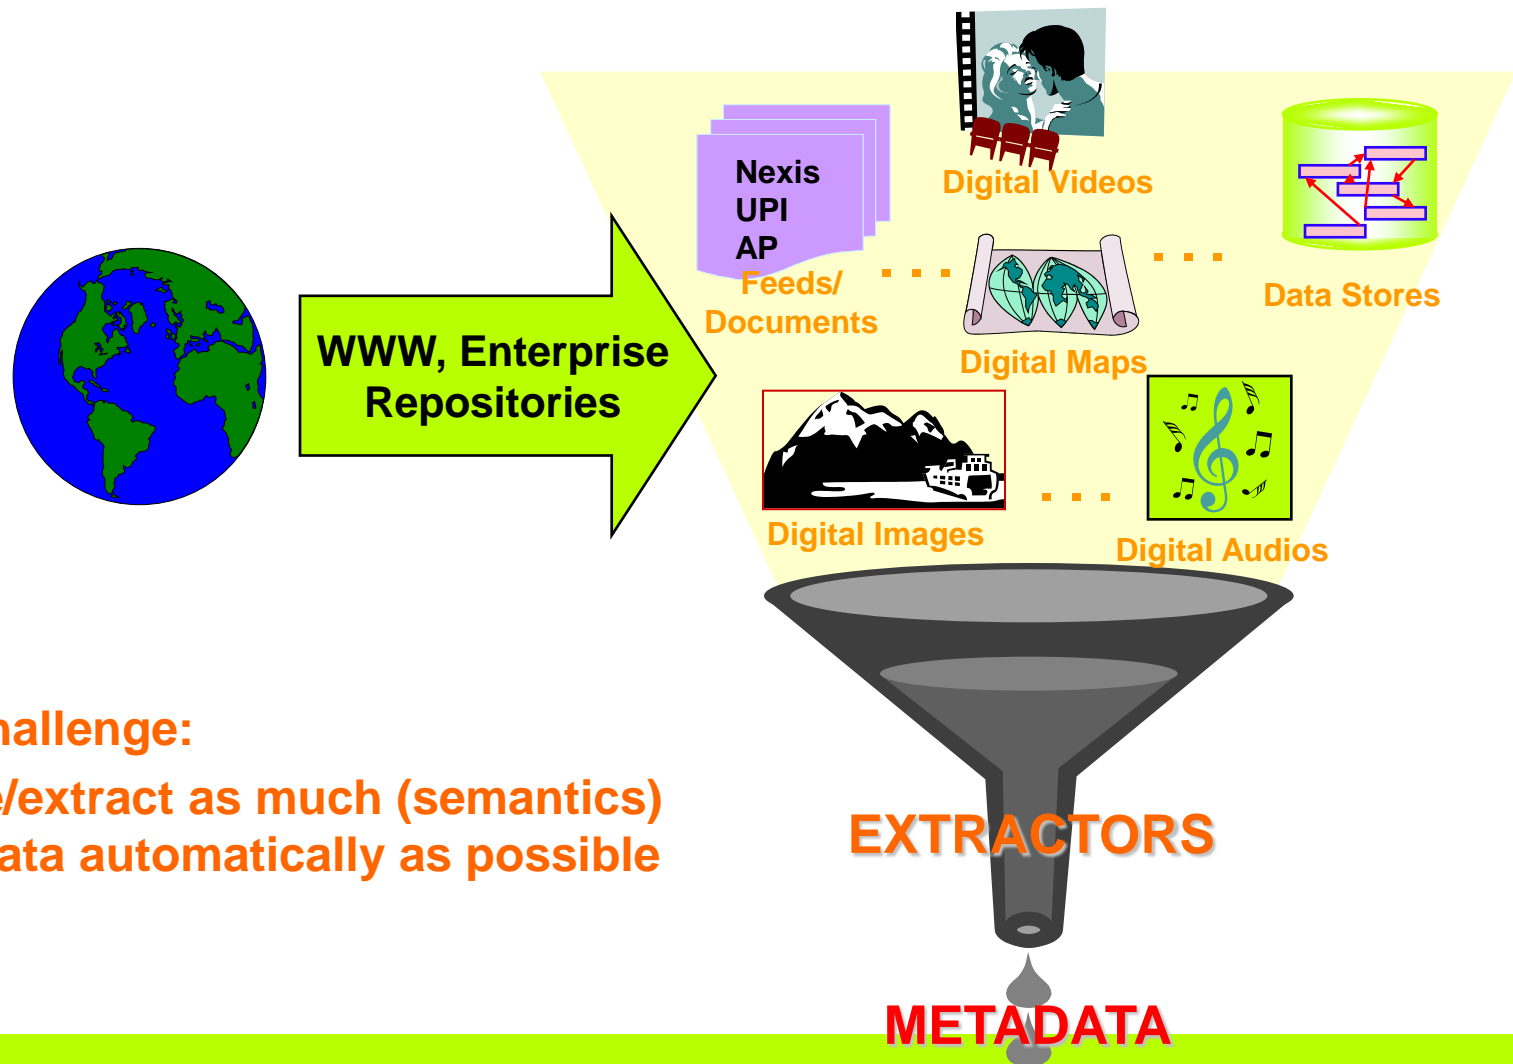 Nexis
UPI
AP
Feeds/
Documents
Digital Videos
Data Stores
Digital Maps
WWW, Enterprise
Repositories
Digital Images
Digital Audios
hallenge:
e/extract as much (semantics)
ata automatically as possible
EXTRACTORS
METADATA